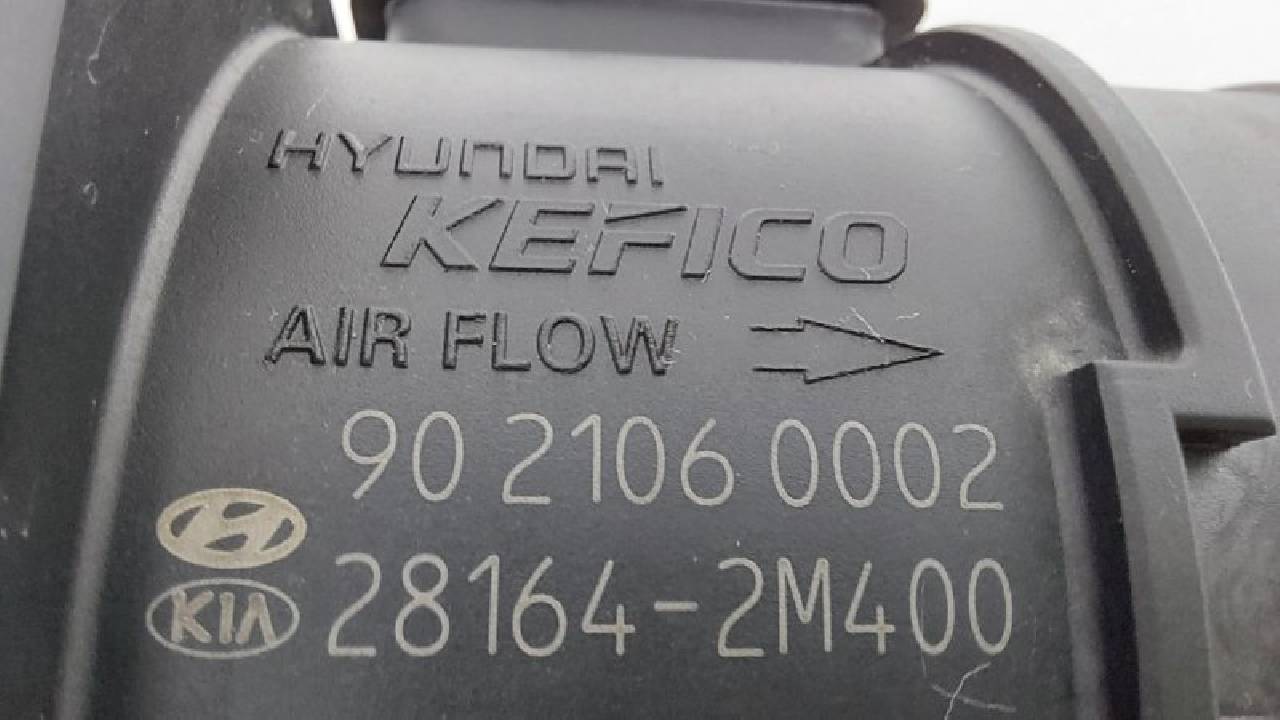 HYUNDAI
KEFICO
AIR FLOW
90 2106 0002
KIA 28164-2M400